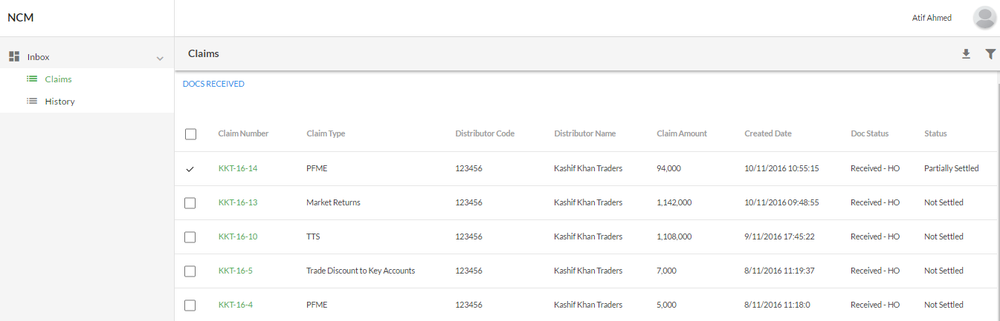 NCM
Atif Ahmed
Inbox
Claims
History
Claims
DOCS RECEIVED
Claim Number Claim Type Distributor Code Distributor Name Claim Amount Created Date Doc Status Status
KKT-16-14 PFME 123456 Kashif Khan Traders 94,000 10/11/2016 10:55:15 Received - HO Partially Settled
KKT-16-13 Market Returns 123456 Kashif Khan Traders 1,142,000 10/11/2016 09:48:55 Received - HO Not Settled
KKT-16-10 TTS 123456 Kashif Khan Traders 1,108,000 9/11/2016 17:45:22 Received - HO Not Settled
KKT-16-5 Trade Discount to Key Accounts 123456 Kashif Khan Traders 7,000 8/11/2016 11:19:37 Received - HO Not Settled
KKT-16-4 PFME 123456 Kashif Khan Traders 5,000 8/11/2016 11:18:0 Received - HO Not Settled